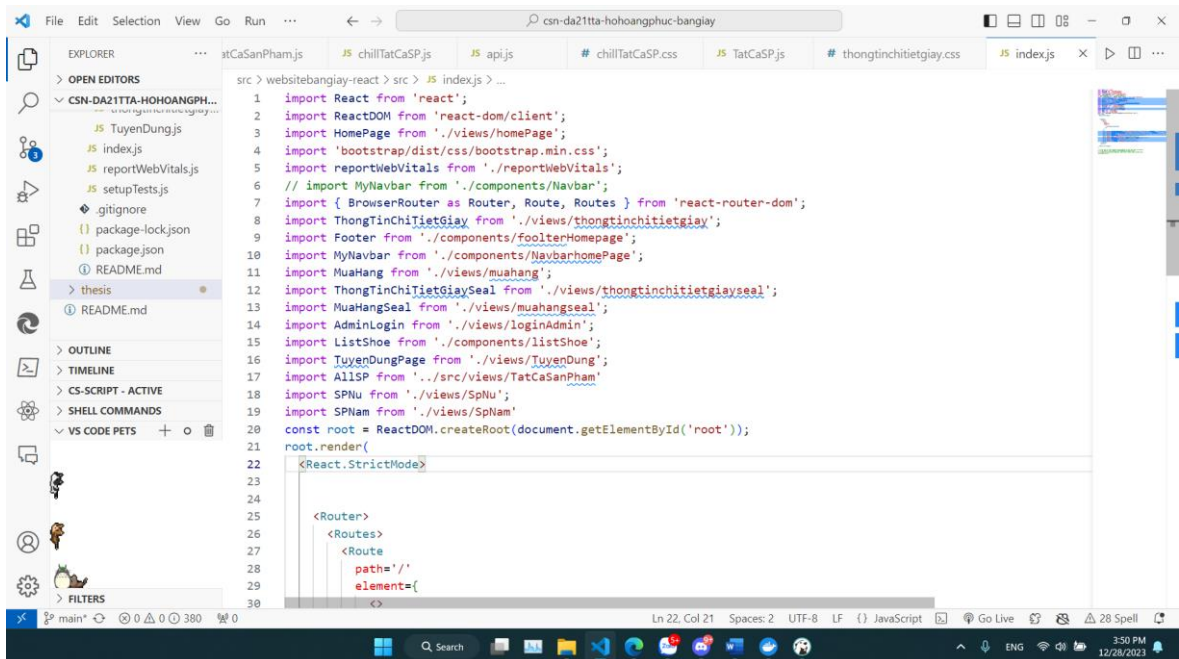 File Edit Selection View Go Run ···
csn-da21tta-hohoangphuc-bangiay
EXPLORER ···
atCaSanPham.js JS chillTatCaSP.js JS api.js # chillTatCaSP.css JS TatCaSP.js # thongtinchitietgiay.css JS index.js
> OPEN EDITORS
CSN-DA21TTA-HOHOANGPH...
JS TuyenDung.js
JS index.js
JS reportWebVitals.js
JS setupTests.js
.gitignore
{} package-lock.json
{} package.json
README.md
> thesis
README.md
> OUTLINE
> TIMELINE
> CS-SCRIPT - ACTIVE
> SHELL COMMANDS
VS CODE PETS
> FILTERS
src > websitebangiay-react > src > JS index.js > ...
1 import React from 'react';
2 import ReactDOM from 'react-dom/client';
3 import HomePage from './views/homePage';
4 import 'bootstrap/dist/css/bootstrap.min.css';
5 import reportWebVitals from './reportWebVitals';
6 // import MyNavbar from './components/Navbar';
7 import { BrowserRouter as Router, Route, Routes } from 'react-router-dom';
8 import ThongTinChiTietGiay from './views/thongtinchitietgiay';
9 import Footer from './components/foolterHomepage';
10 import MyNavbar from './components/NavbarhomePage';
11 import MuaHang from './views/muahang';
12 import ThongTinChiTietGiaySeal from './views/thongtinchitietgiayseal';
13 import MuaHangSeal from './views/muahangseal';
14 import AdminLogin from './views/loginAdmin';
15 import ListShoe from './components/listShoe';
16 import TuyenDungPage from './views/TuyenDung';
17 import AllSP from '../src/views/TatCaSanPham'
18 import SPNu from './views/SpNu';
19 import SPNam from './views/SpNam'
20 const root = ReactDOM.createRoot(document.getElementById('root'));
21 root.render(
22 <React.StrictMode>
23
24
25 <Router>
26 <Routes>
27 <Route
28 path='/'
29 element={
30 <>
main* 0 0 380 0
Ln 22, Col 21 Spaces: 2 UTF-8 LF {} JavaScript Go Live 28 Spell
Search
ENG
3:50 PM
12/28/2023